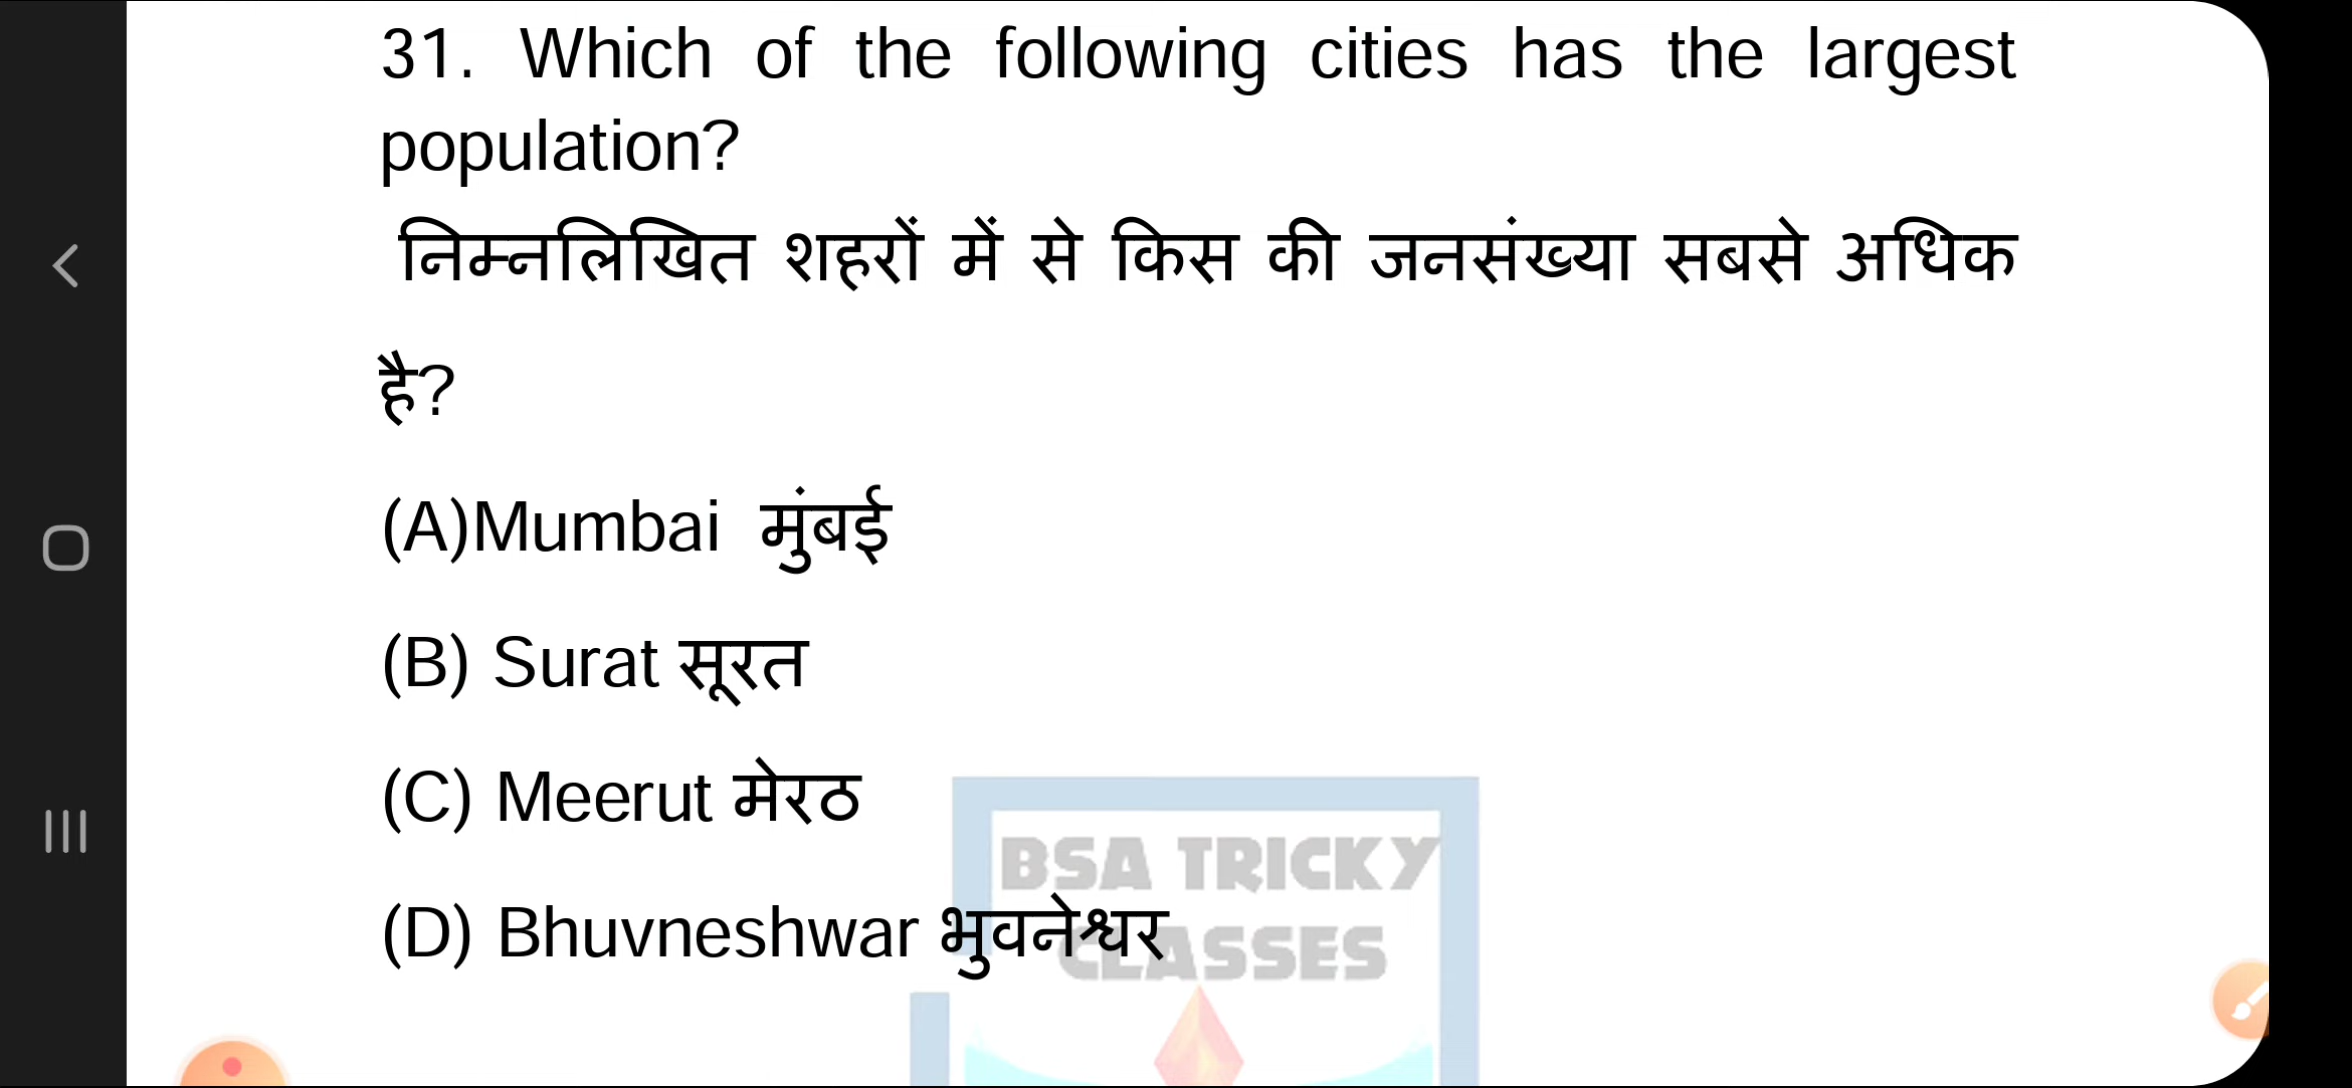 31. Which of the following cities has the largest
population?
निम्नलिखित शहरों में से किस की जनसंख्या सबसे अधिक
है?
(A)Mumbai मुंबई
(B) Surat सूरत
(C) Meerut मेरठ
(D) Bhuvneshwar भुवनेश्वर
BSA TRICKY
CLASSES